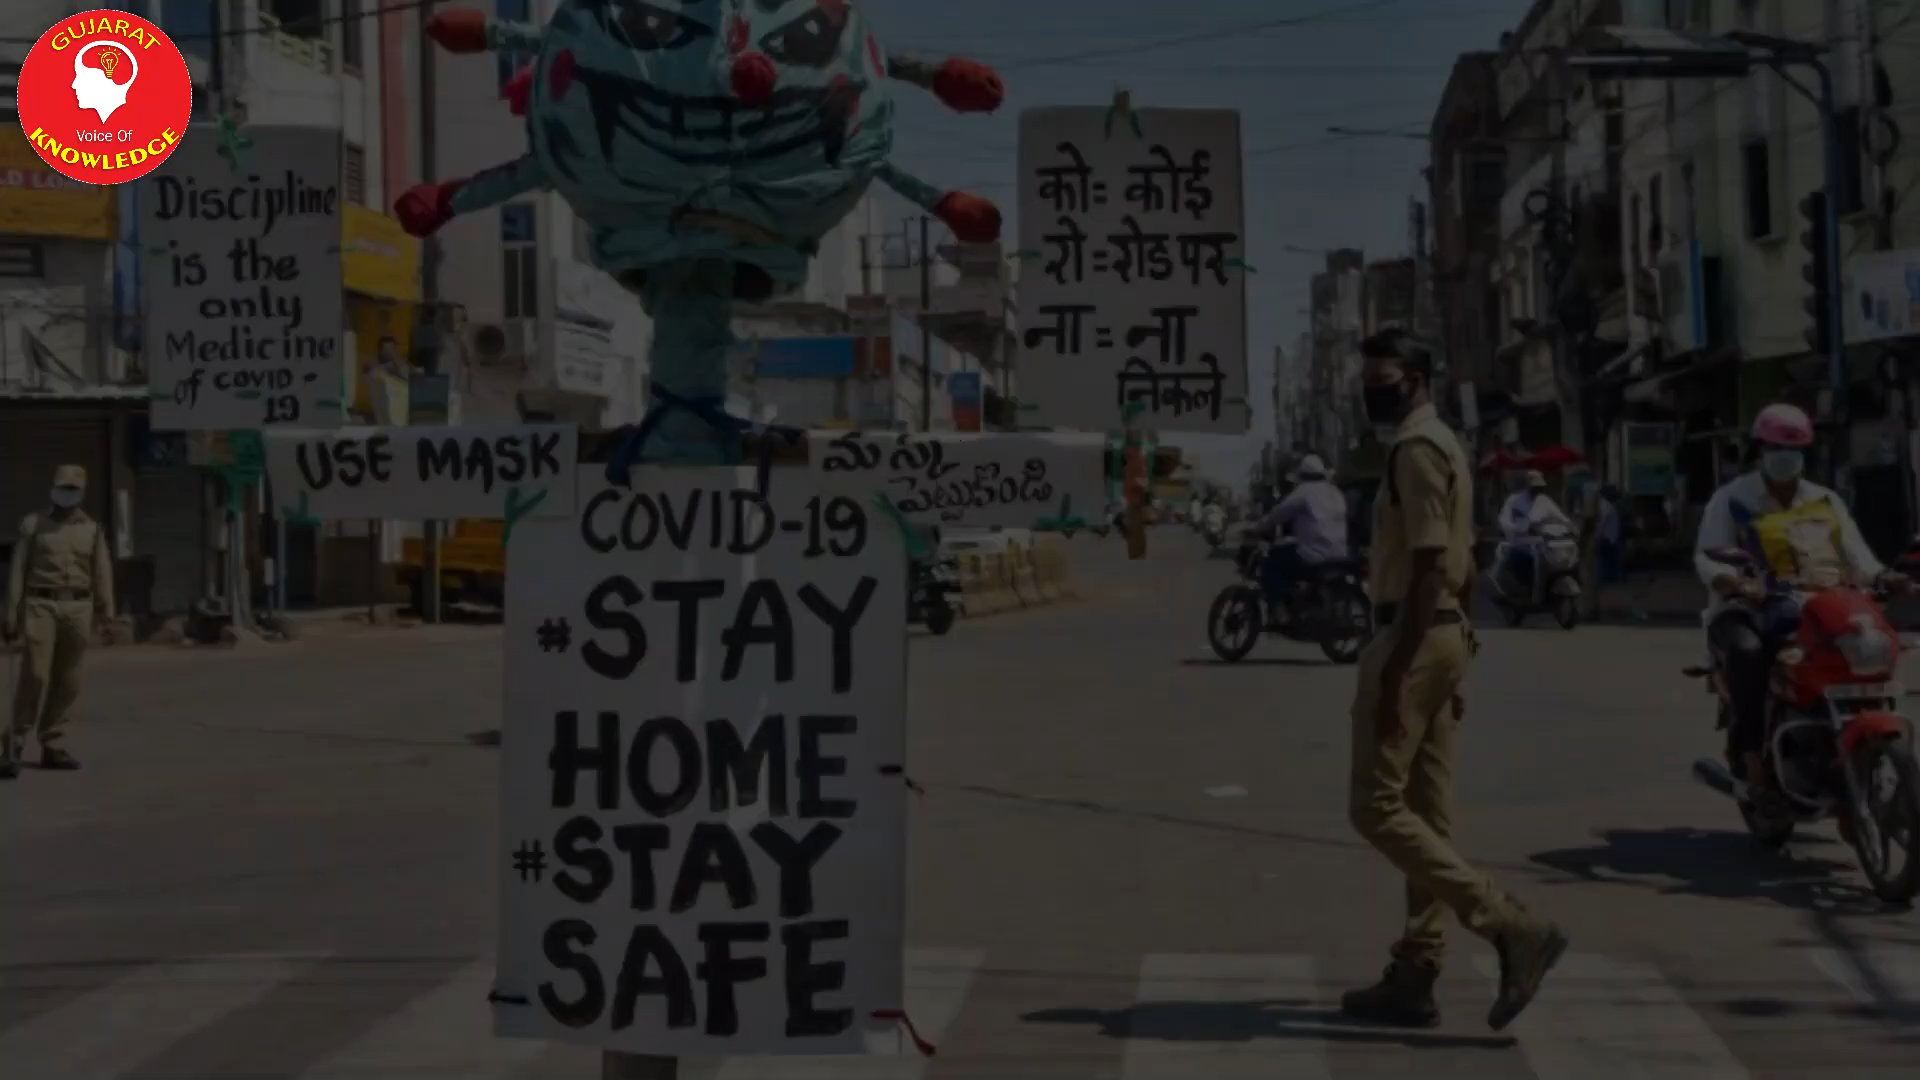 GUJARAT
Voice Of
KNOWLEDGE
Discipline
is the
only
Medicine
of COVID-
19
को= कोई
रो=रोड पर
ना= ना
निकले
USE MASK
మస్కు
పెట్టుకోండి
COVID-19
#STAY
HOME
#STAY
SAFE